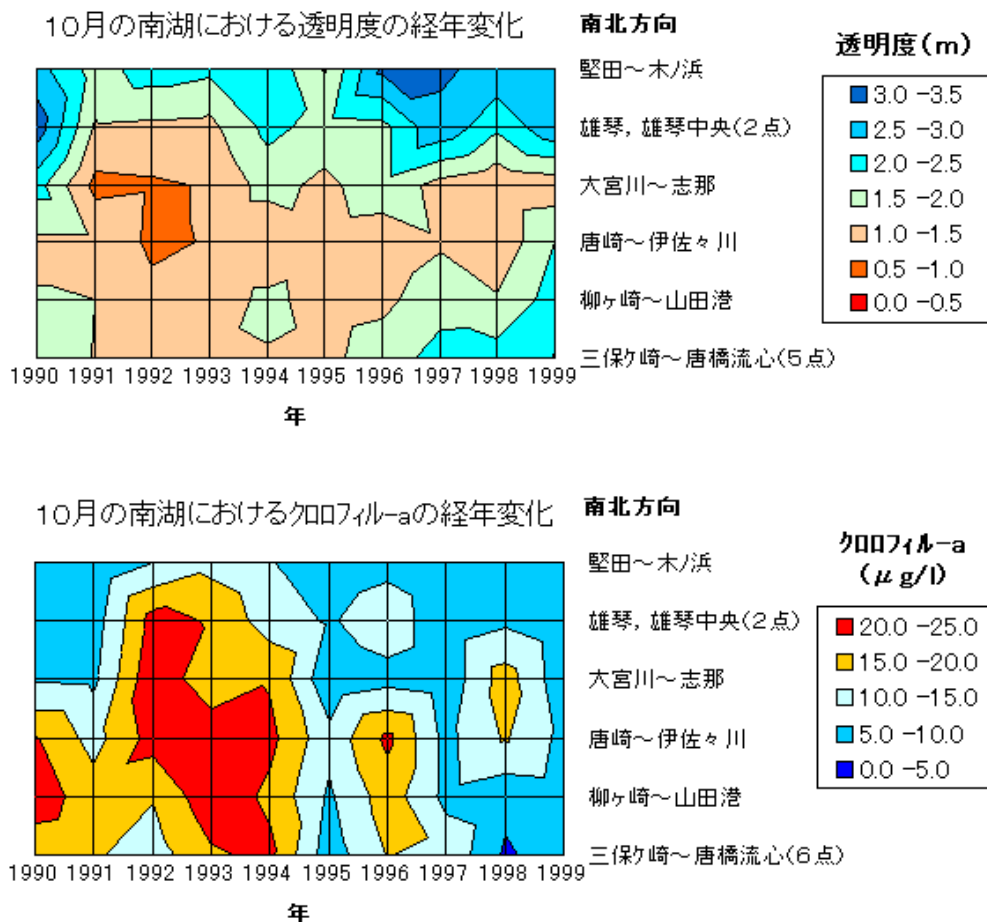 10月の南湖における透明度の経年変化
南北方向
堅田～木ノ浜
雄琴, 雄琴中央(2点)
大宮川～志那
唐崎～伊佐々川
柳ヶ崎～山田港
三保ヶ崎～唐橋流心(5点)
透明度(m)
3.0 -3.5
2.5 -3.0
2.0 -2.5
1.5 -2.0
1.0 -1.5
0.5 -1.0
0.0 -0.5
1990 1991 1992 1993 1994 1995 1996 1997 1998 1999
年
10月の南湖におけるｸﾛﾛﾌｨﾙｰaの経年変化
南北方向
堅田～木ノ浜
雄琴, 雄琴中央(2点)
大宮川～志那
唐崎～伊佐々川
柳ヶ崎～山田港
三保ヶ崎～唐橋流心(6点)
ｸﾛﾛﾌｨﾙｰa
(μg/l)
20.0 -25.0
15.0 -20.0
10.0 -15.0
5.0 -10.0
0.0 -5.0
1990 1991 1992 1993 1994 1995 1996 1997 1998 1999
年